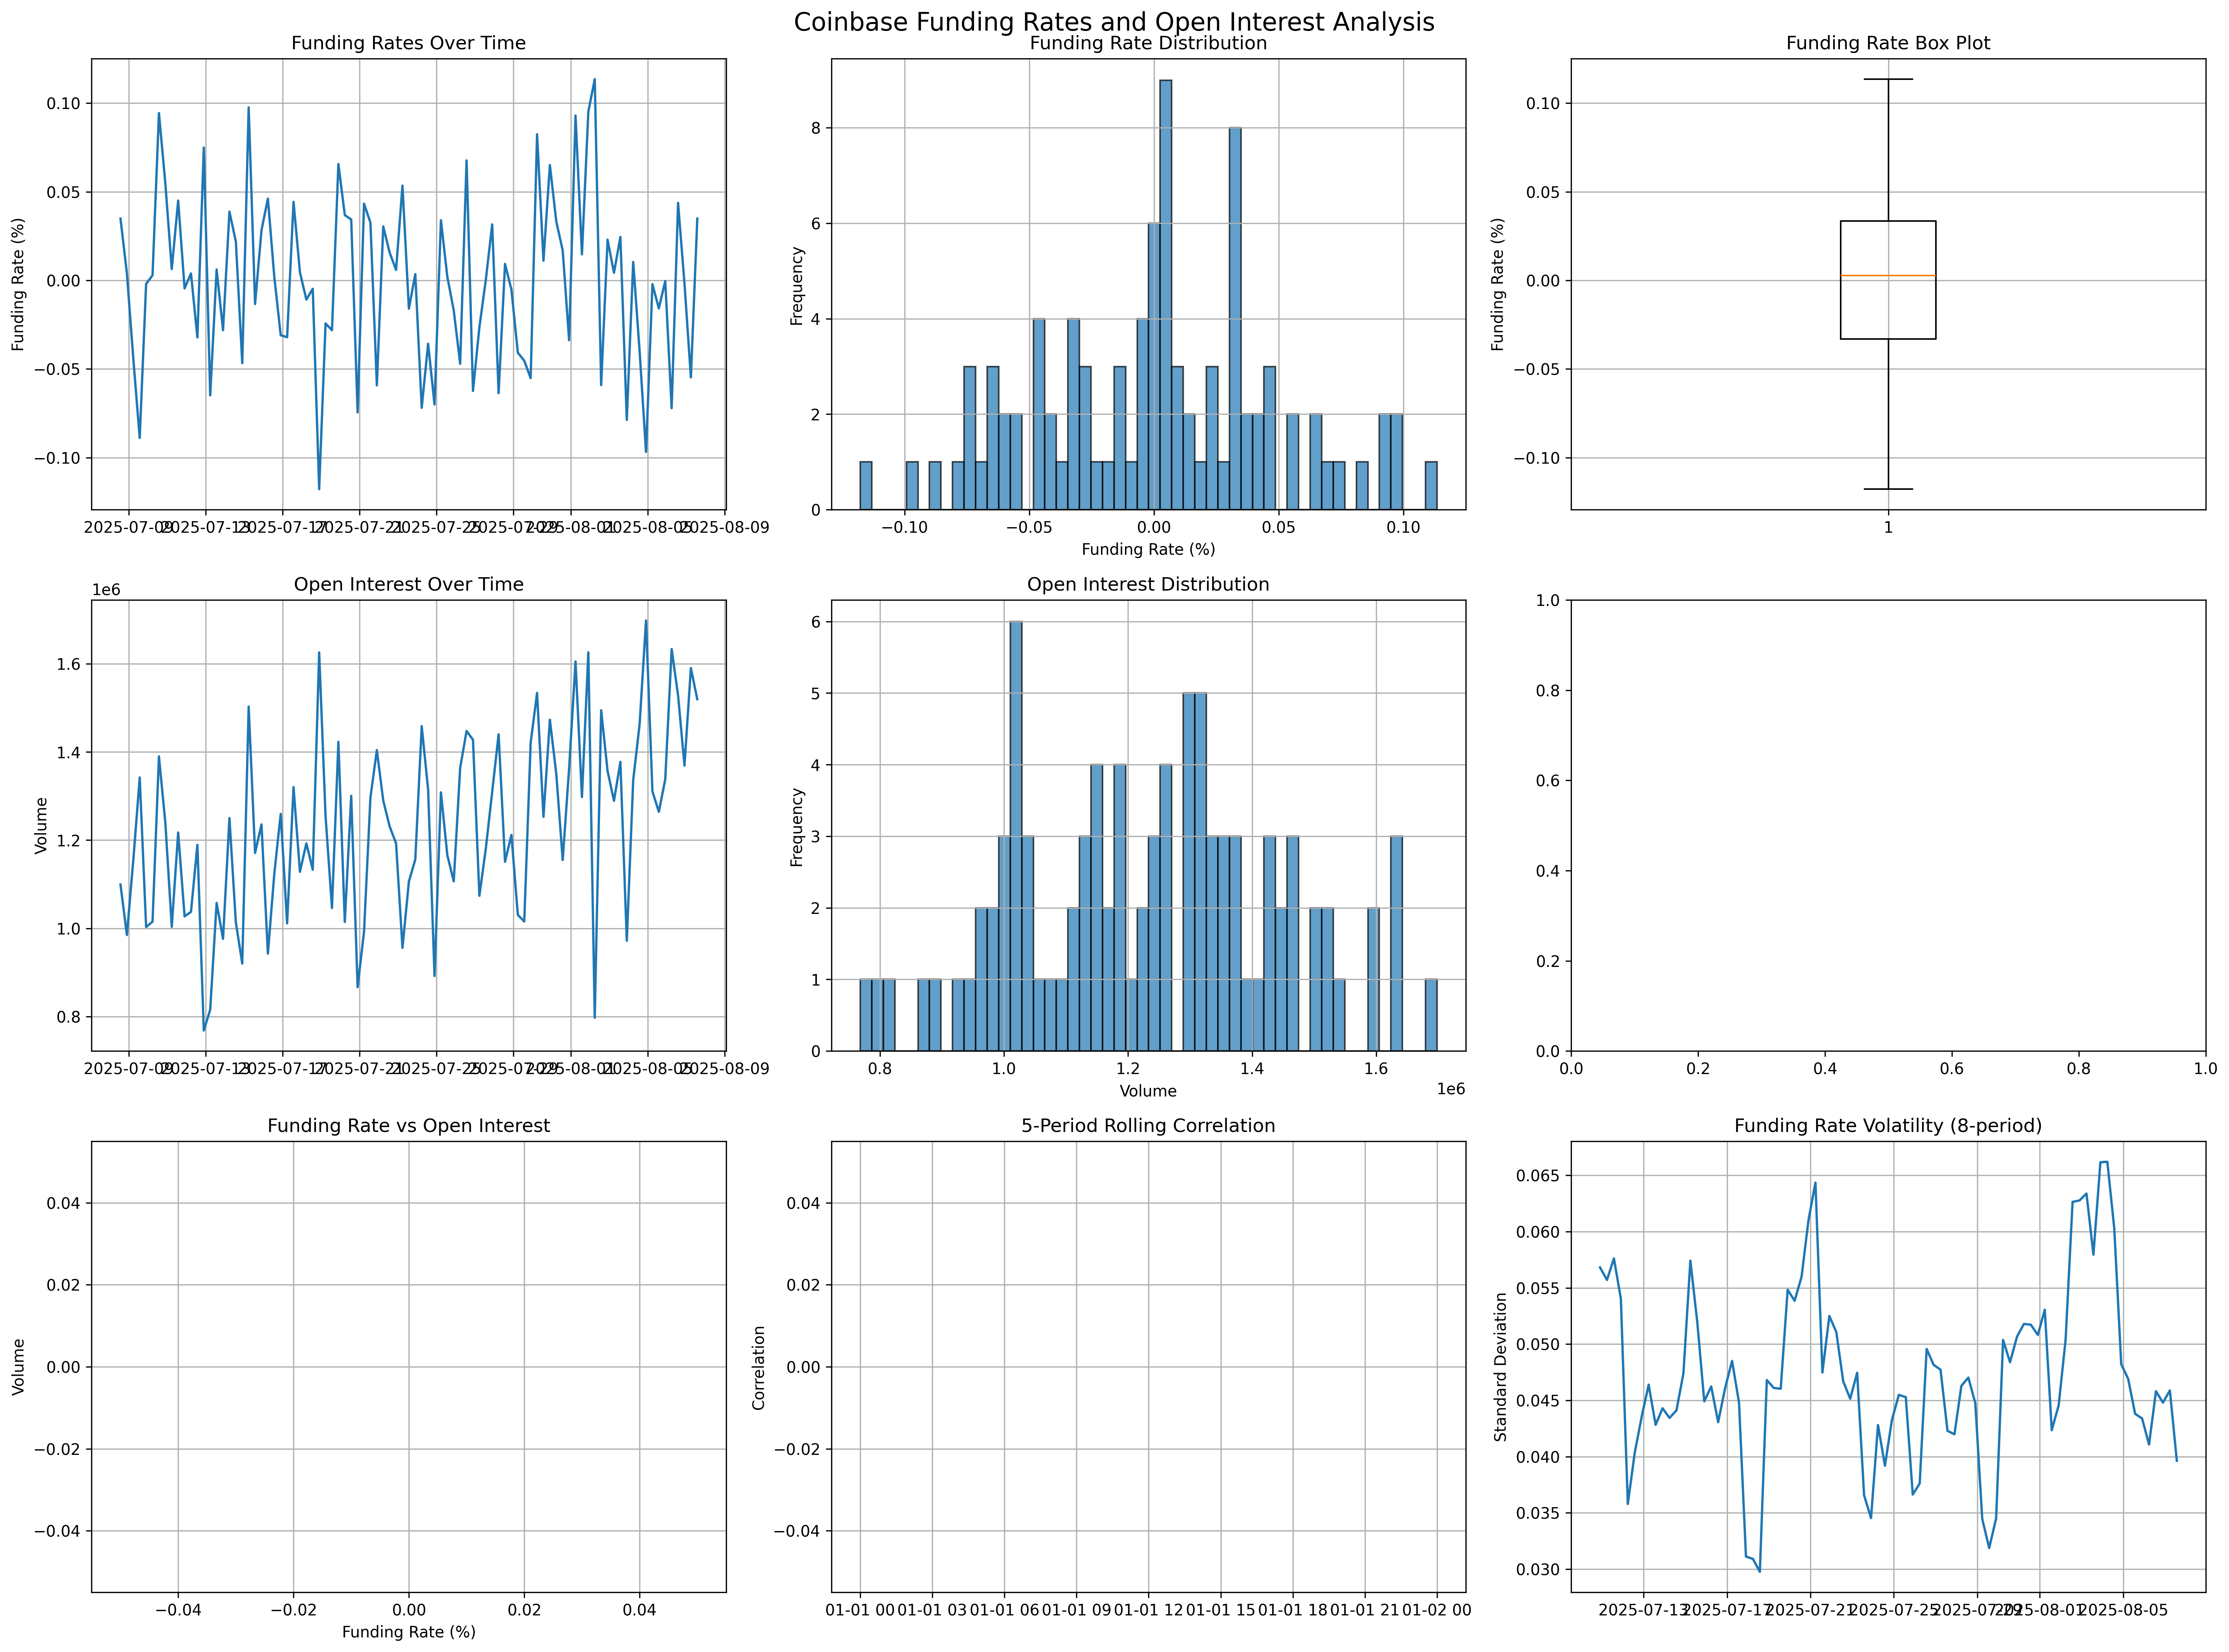 Coinbase Funding Rates and Open Interest Analysis
Funding Rates Over Time
Funding Rate (%)
0.10
0.05
0.00
−0.05
−0.10
2025-07-09 2025-07-13 2025-07-17 2025-07-21 2025-07-25 2025-07-29 2025-08-01 2025-08-05 2025-08-09
Funding Rate Distribution
Frequency
8
6
4
2
0
−0.10 −0.05 0.00 0.05 0.10
Funding Rate (%)
Funding Rate Box Plot
Funding Rate (%)
0.10
0.05
0.00
−0.05
−0.10
1
Open Interest Over Time
1e6
Volume
1.6
1.4
1.2
1.0
0.8
2025-07-09 2025-07-13 2025-07-17 2025-07-21 2025-07-25 2025-07-29 2025-08-01 2025-08-05 2025-08-09
Open Interest Distribution
Frequency
6
5
4
3
2
1
0
0.8 1.0 1.2 1.4 1.6
1e6
Volume
1.0
0.8
0.6
0.4
0.2
0.0
0.0 0.2 0.4 0.6 0.8 1.0
Funding Rate vs Open Interest
Volume
0.04
0.02
0.00
−0.02
−0.04
−0.04 −0.02 0.00 0.02 0.04
Funding Rate (%)
5-Period Rolling Correlation
Correlation
0.04
0.02
0.00
−0.02
−0.04
01-01 00 01-01 03 01-01 06 01-01 09 01-01 12 01-01 15 01-01 18 01-01 21 01-02 00
Funding Rate Volatility (8-period)
Standard Deviation
0.065
0.060
0.055
0.050
0.045
0.040
0.035
0.030
2025-07-13 2025-07-17 2025-07-21 2025-07-25 2025-07-29 2025-08-01 2025-08-05